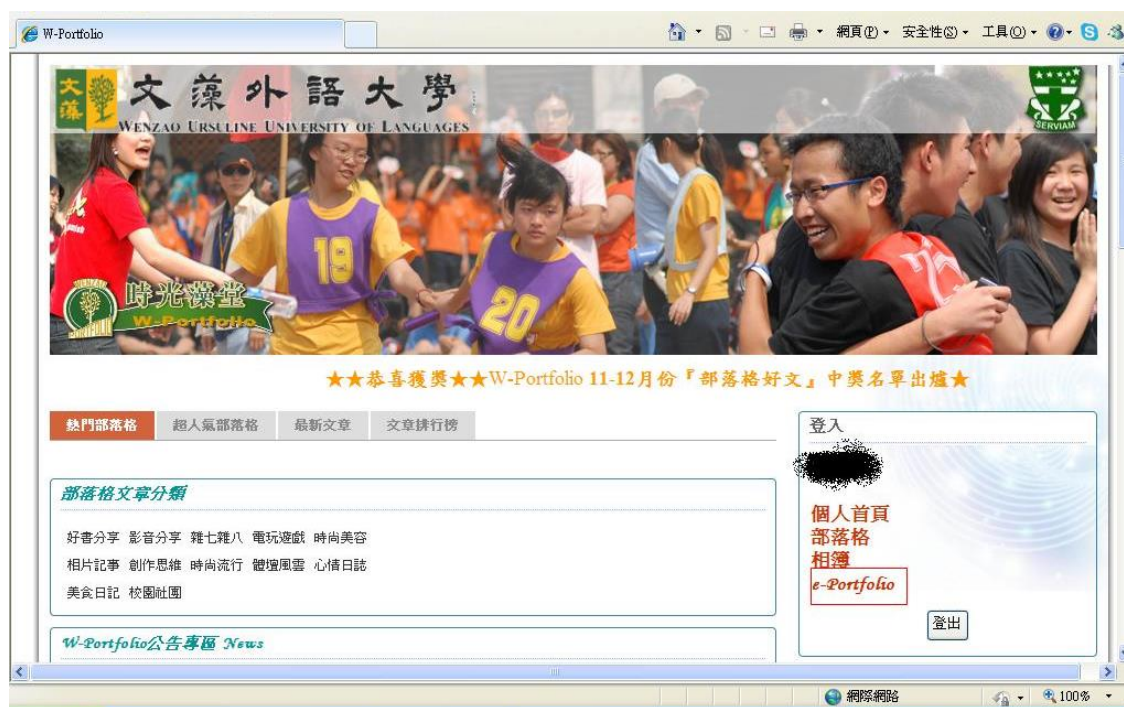 W-Portfolio
網頁(P) 安全性(S) 工具(O)
文藻
文藻外語大學
WENZAO URSULINE UNIVERSITY OF LANGUAGES
SERVIAM
19
20
WENZAO
時光藻堂
W-Portfolio
PORTFOLIO
★★恭喜獲獎★★W-Portfolio 11-12月份『部落格好文』中獎名單出爐★
熱門部落格 超人氣部落格 最新文章 文章排行榜
部落格文章分類
好書分享 影音分享 雜七雜八 電玩遊戲 時尚美容
相片記事 創作思維 時尚流行 體壇風雲 心情日誌
美食日記 校園社團
W-Portfolio公告專區 News
登入
個人首頁
部落格
相簿
e-Portfolio
登出
網際網路 100%